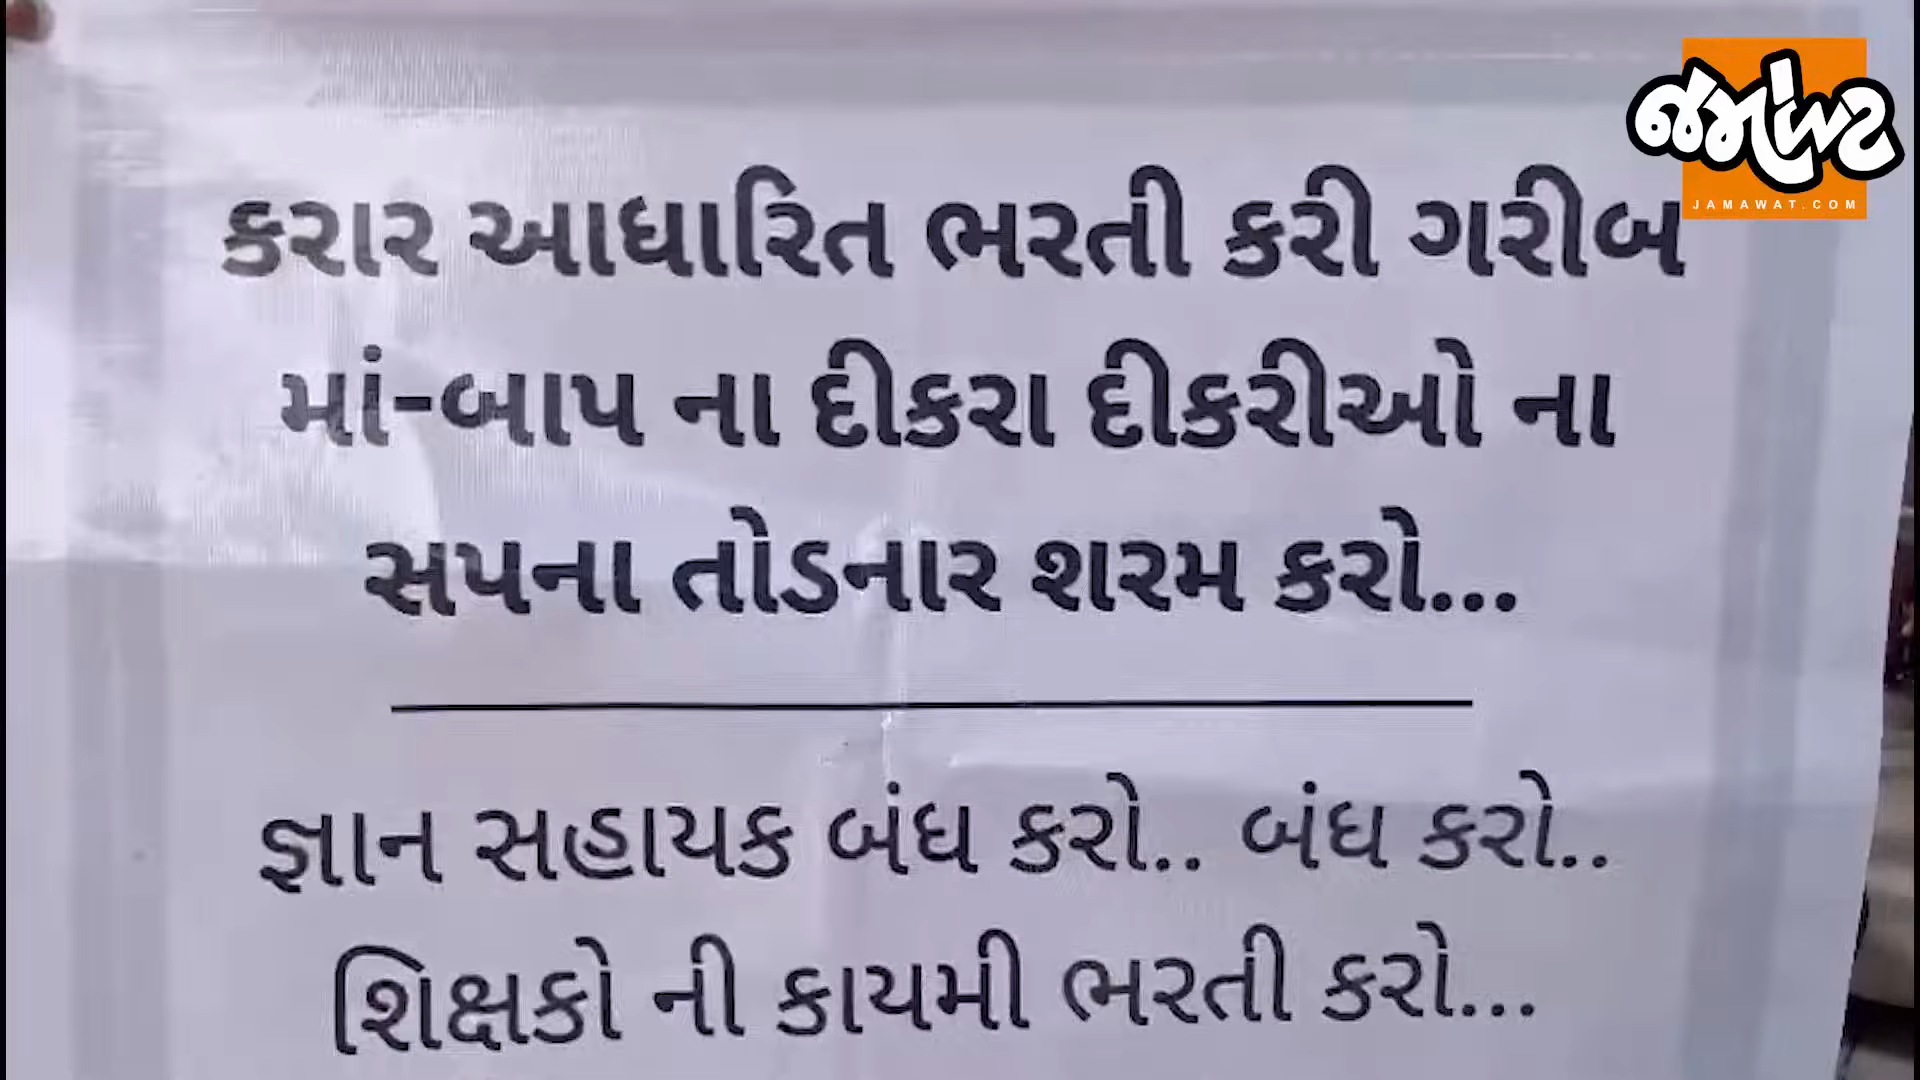 જમાવટ
JAMAWAT.COM
કરાર આધારિત ભરતી કરી ગરીબ
માં-બાપ ના દીકરા દીકરીઓ ના
સપના તોડનાર શરમ કરો...
જ્ઞાન સહાયક બંધ કરો.. બંધ કરો..
શિક્ષકો ની કાયમી ભરતી કરો...